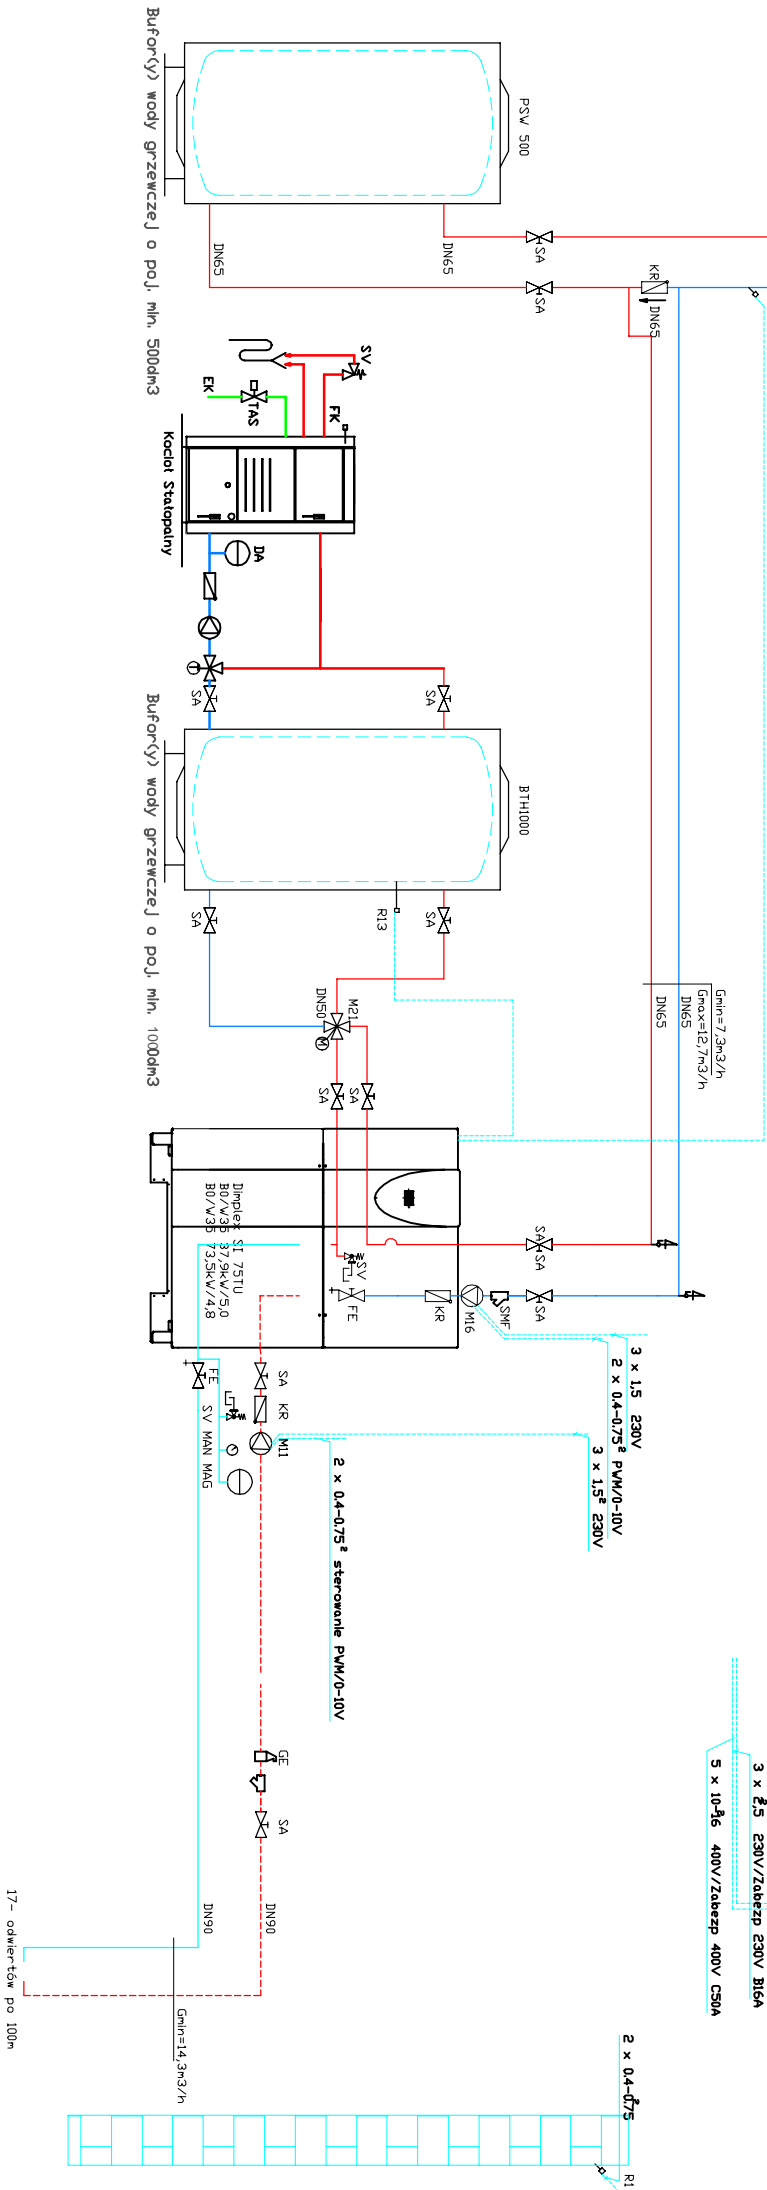 PSW 500
Bufor(y) wody grzewczej o poj. min. 500dm3
DN65
DN65
SA
SA
KR
DN65
SV
EK
TAS
FK
Kocioł Stałopalny
DA
SA
SA
BTH1000
Bufor(y) wody grzewczej o poj. min. 1000dm3
SA
SA
R13
DN50
M21
M
SA
SA
Gmin=7,3m3/h
Gmax=12,7m3/h
DN65
DN65
Dimplex SI 75TU
B0/W35 37,9kW/5,0
B0/W35 73,5kW/4,8
SV
FE
KR
M16
SMF
SA
SA
SA
3 x 1,5 230V
2 x 0.4-0.75² PWM/0-10V
3 x 1,5² 230V
FE
SA
KR
M11
SV MAN MAG
2 x 0.4-0.75² sterowanie PWM/0-10V
GE
SA
DN90
DN90
3 x 2,5² 230V/Zabezp 230V B16A
5 x 10-16² 400V/Zabezp 400V C50A
17- odwiertów po 100m
Gmin=14,3m3/h
2 x 0.4-0.75²
R1